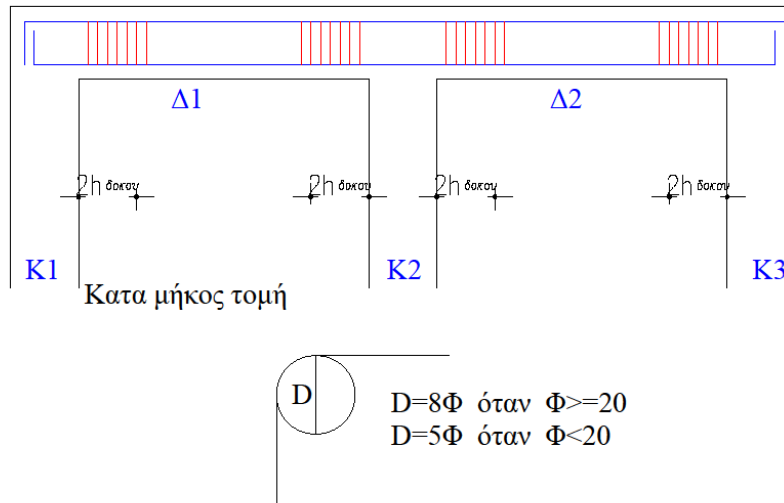 Δ1 Δ2
2h δοκου 2h δοκου 2h δοκου 2h δοκου
K1 K2 K3
Κατα μήκος τομή
D
D=8Φ όταν Φ>=20
D=5Φ όταν Φ<20